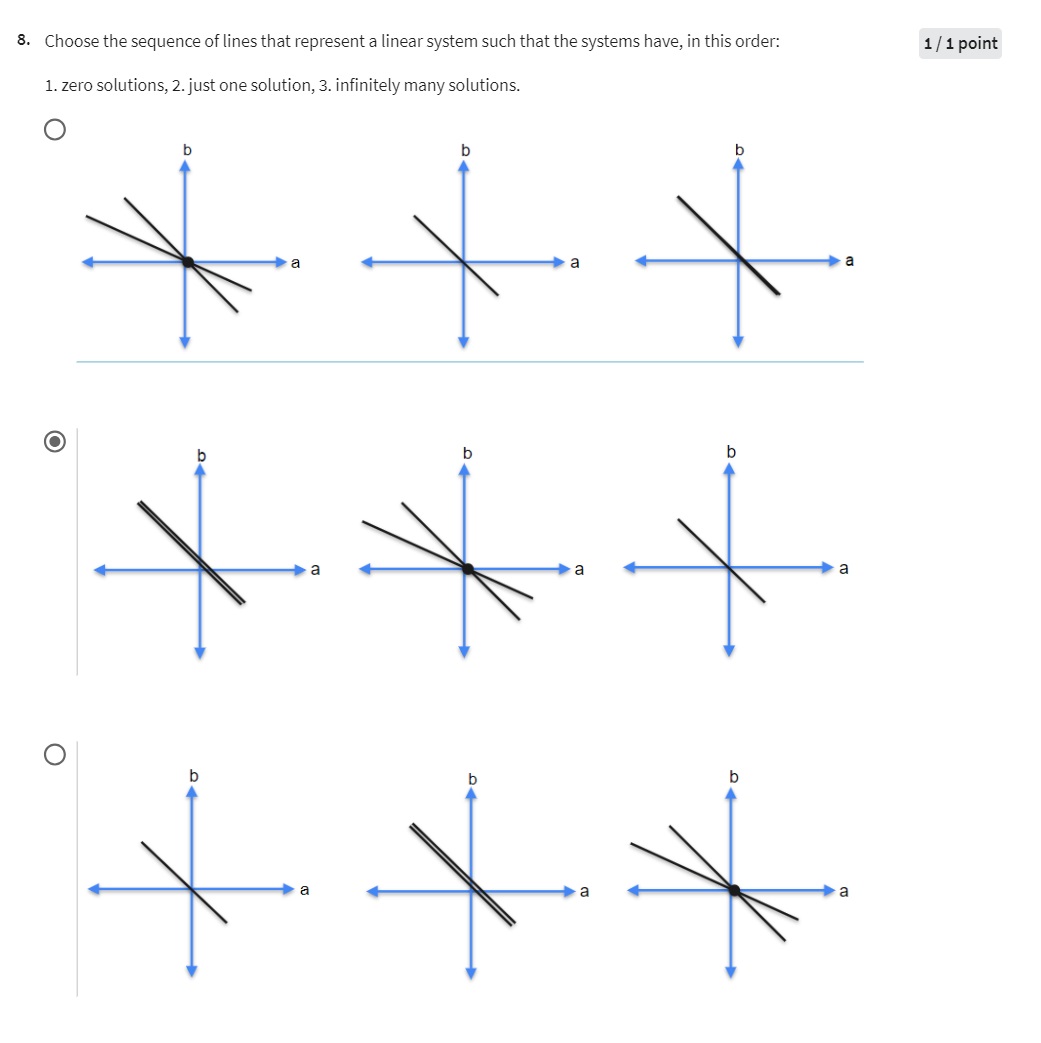 8. Choose the sequence of lines that represent a linear system such that the systems have, in this order:
1 / 1 point
1. zero solutions, 2. just one solution, 3. infinitely many solutions.
b b b
a a a
b b b
a a a
b b b
a a a